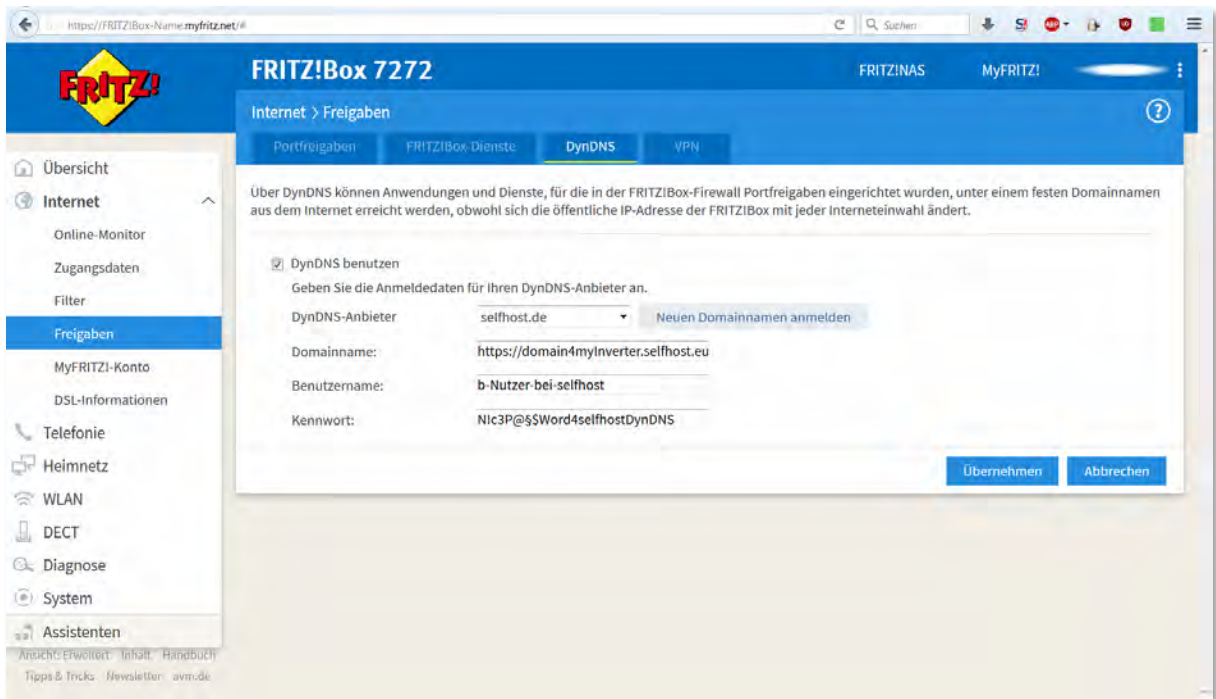 https://FRITZ!Box-Name.myfritz.net/#
Suchen
FRITZ!
FRITZ!Box 7272
FRITZ!NAS
MyFRITZ!
Internet > Freigaben
Portfreigaben
FRITZ!Box-Dienste
DynDNS
VPN
Übersicht
Internet
Online-Monitor
Zugangsdaten
Filter
Freigaben
MyFRITZ!-Konto
DSL-Informationen
Telefonie
Heimnetz
WLAN
DECT
Diagnose
System
Assistenten
Ansicht: Erweitert Inhalt Handbuch
Tipps & Tricks Newsletter avm.de
Über DynDNS können Anwendungen und Dienste, für die in der FRITZ!Box-Firewall Portfreigaben eingerichtet wurden, unter einem festen Domainnamen
aus dem Internet erreicht werden, obwohl sich die öffentliche IP-Adresse der FRITZ!Box mit jeder Interneteinwahl ändert.
DynDNS benutzen
Geben Sie die Anmeldedaten für Ihren DynDNS-Anbieter an.
DynDNS-Anbieter selfhost.de Neuen Domainnamen anmelden
Domainname: https://domain4myInverter.selfhost.eu
Benutzername: b-Nutzer-bei-selfhost
Kennwort: NIc3P@§$Word4selfhostDynDNS
Übernehmen
Abbrechen